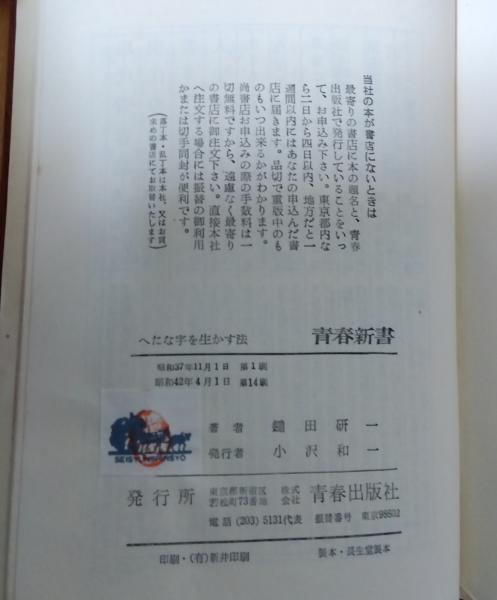 当社の本が書店にないときは
最寄りの書店に本の題名と、青春
出版社で発行していることをいっ
て、お申込み下さい。東京都内な
ら二日から四日以内、地方だと一
週間以内にはあなたの申込んだ書
店に届きます。品切で重版中のも
のもいつ出来るかがわかります。
尚書店お申込みの際の手数料は一
切無料ですから、遠慮なく最寄り
の書店に御注文下さい。直接本社
へ注文する場合には振替の御利用
かまたは切手同封が便利です。
(落丁本・乱丁本は本社、又はお買
求めの書店にてお取替いたします)
へたな字を生かす法
青春新書
昭和37年11月1日 第1刷
昭和42年4月1日 第14刷
著者 鑓田研一
発行者 小沢和一
SEISYUNSHINSYO
発行所 東京都新宿区若松町73番地 株式会社 青春出版社
電話 (203) 5131代表 振替番号 東京98602
印刷・(有)新井印刷 製本・長生堂製本